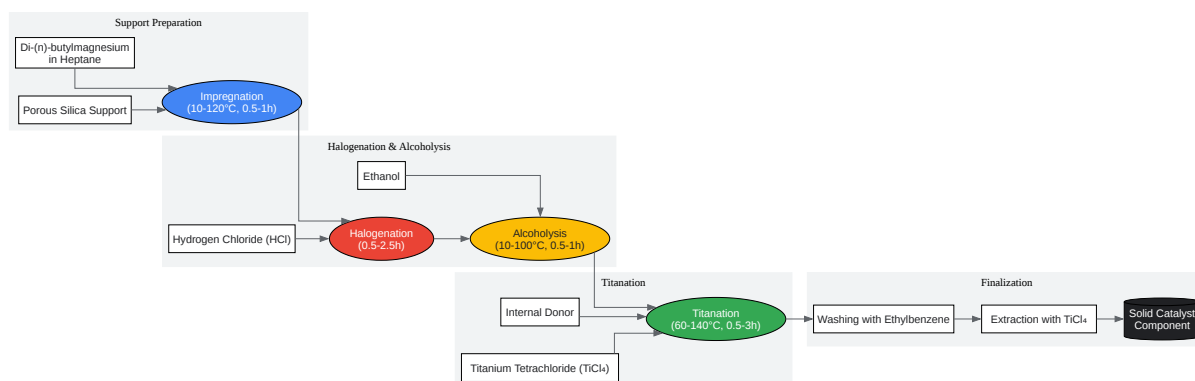 Support Preparation
Di-(n)-butylmagnesium
in Heptane
Porous Silica Support
Impregnation
(10-120°C, 0.5-1h)
Halogenation & Alcoholysis
Ethanol
Hydrogen Chloride (HCl)
Halogenation
(0.5-2.5h)
Alcoholysis
(10-100°C, 0.5-1h)
Titanation
Internal Donor
Titanium Tetrachloride (TiCl₄)
Titanation
(60-140°C, 0.5-3h)
Finalization
Washing with Ethylbenzene
Extraction with TiCl₄
Solid Catalyst
Component